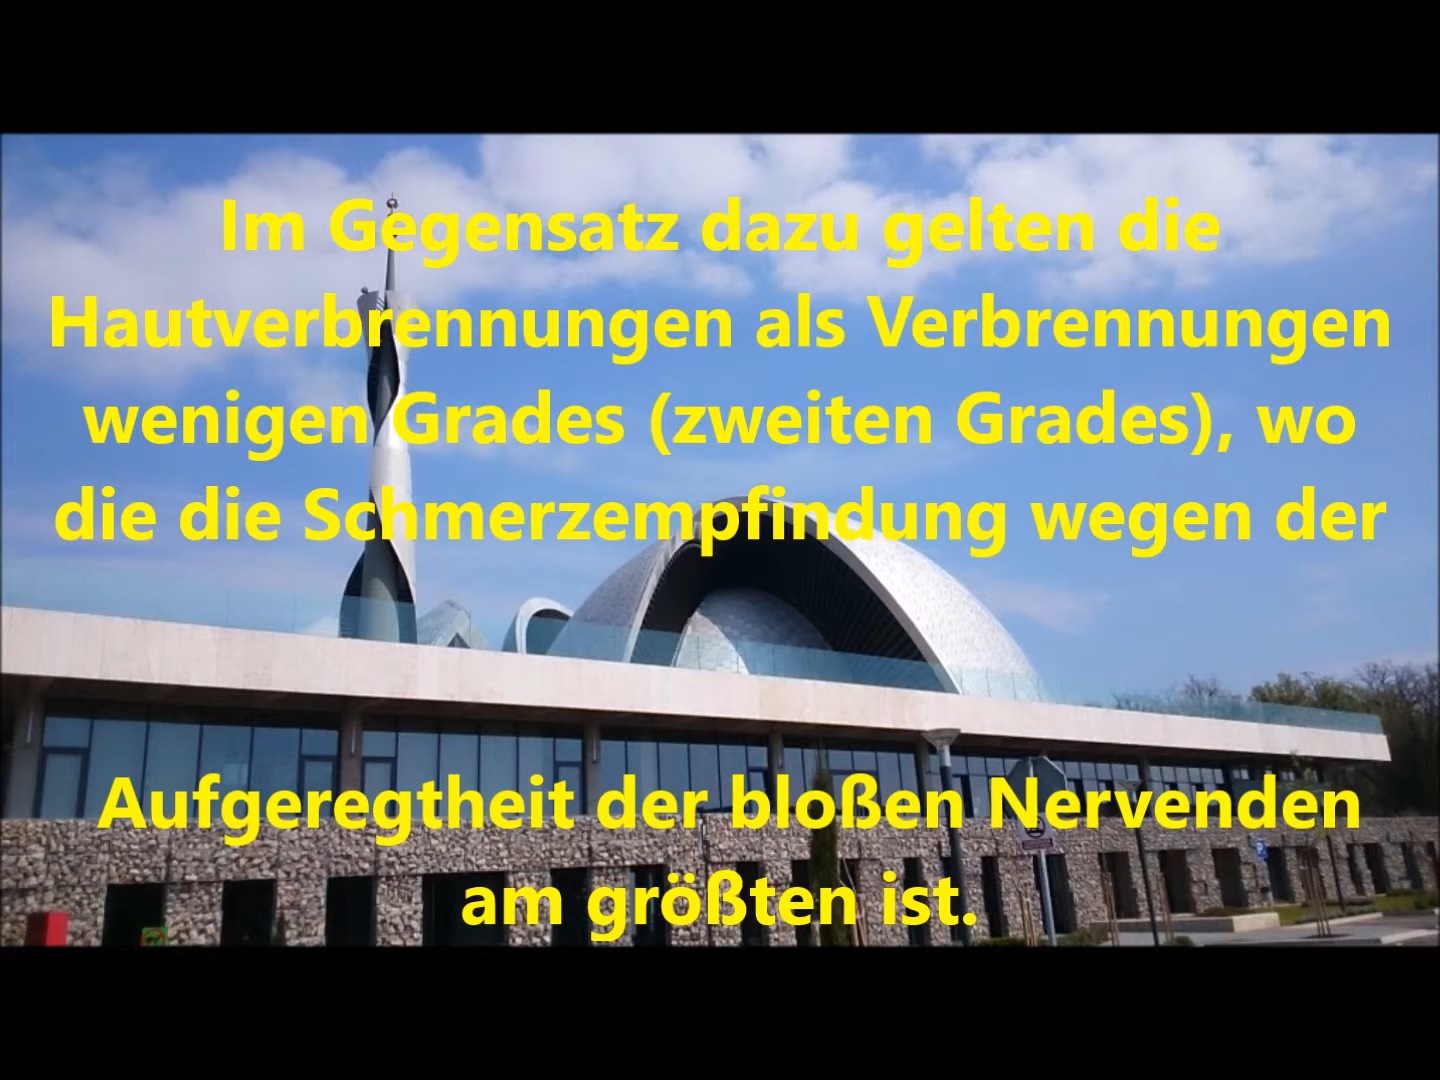 Im Gegensatz dazu gelten die
Hautverbrennungen als Verbrennungen
wenigen Grades (zweiten Grades), wo
die die Schmerzempfindung wegen der
Aufgeregtheit der bloßen Nervenden
am größten ist.